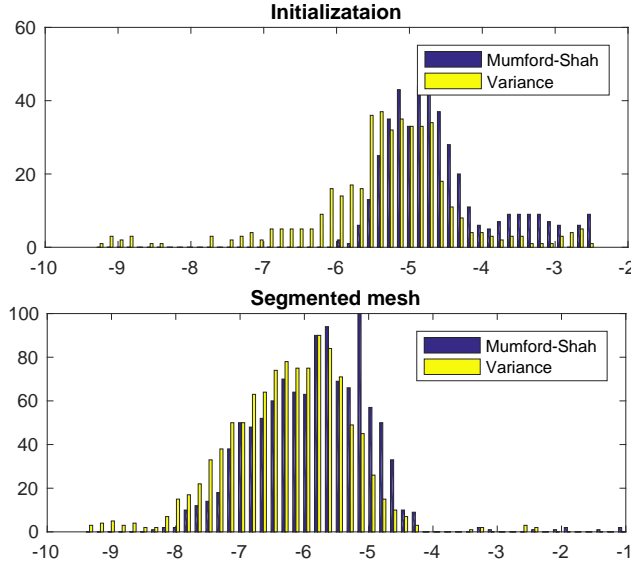 Initializataion
60
40
20
0
Mumford-Shah
Variance
-10 -9 -8 -7 -6 -5 -4 -3 -2
Segmented mesh
100
80
60
40
20
0
Mumford-Shah
Variance
-10 -9 -8 -7 -6 -5 -4 -3 -2 -1